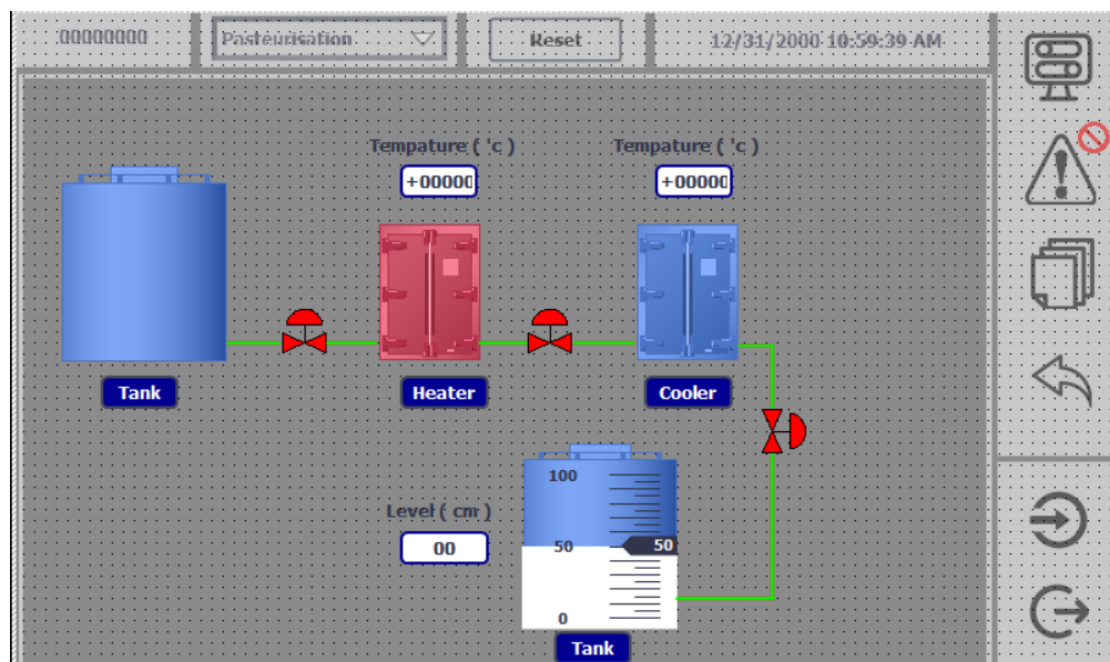 00000000 Pasteurisation Reset 12/31/2000 10:59:39 AM
Tempature ( 'c ) Tempature ( 'c )
+00000 +00000
Tank Heater Cooler
100
Level ( cm )
00 50 50
0
Tank